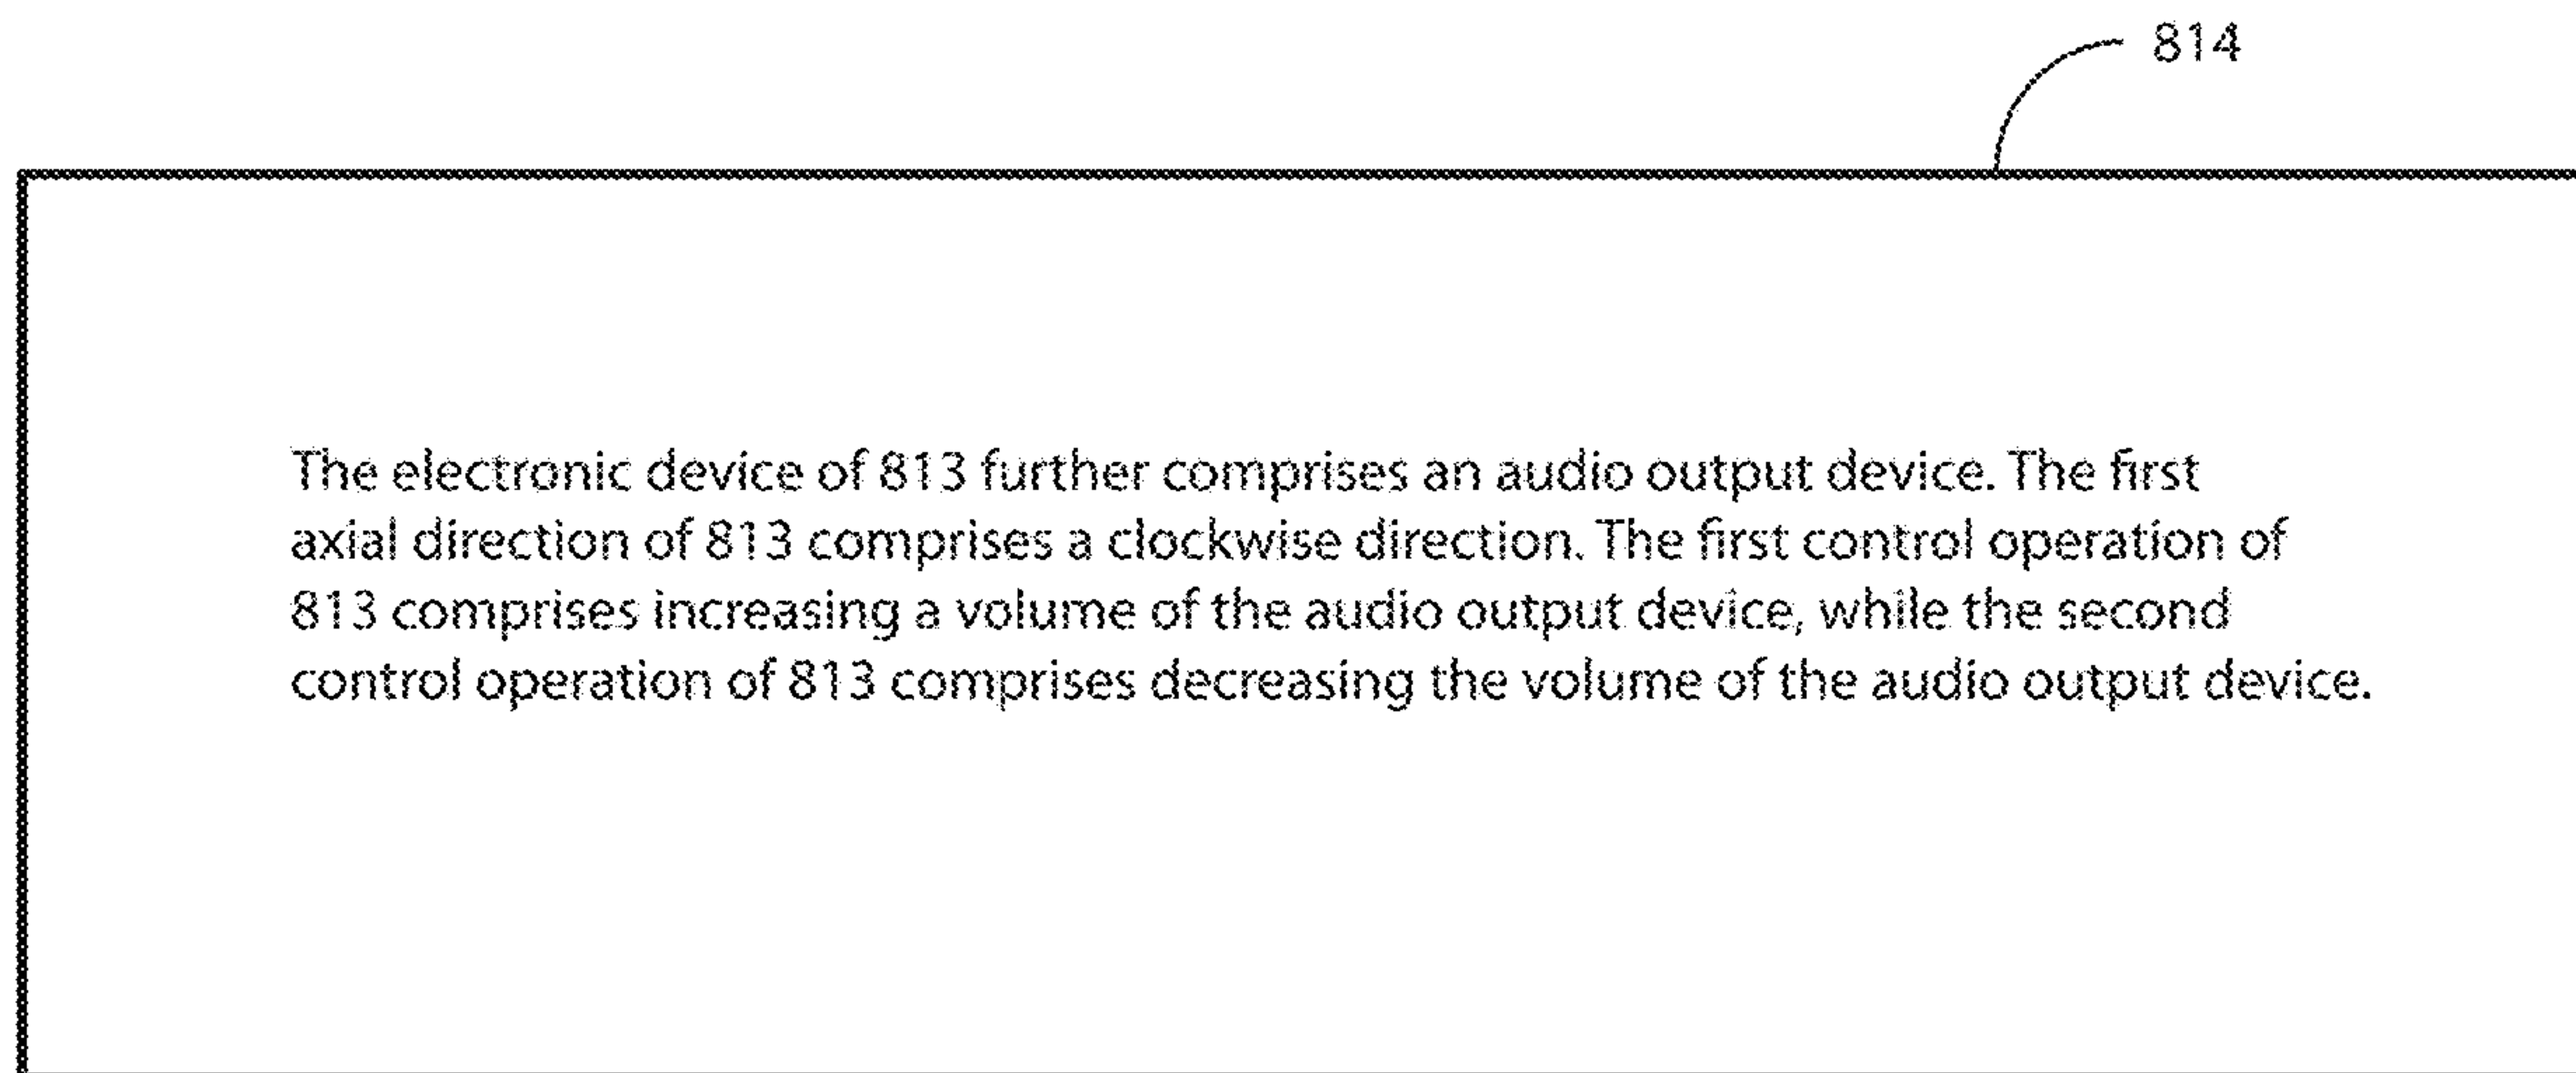 814
The electronic device of 813 further comprises an audio output device. The first
axial direction of 813 comprises a clockwise direction. The first control operation of
813 comprises increasing a volume of the audio output device, while the second
control operation of 813 comprises decreasing the volume of the audio output device.